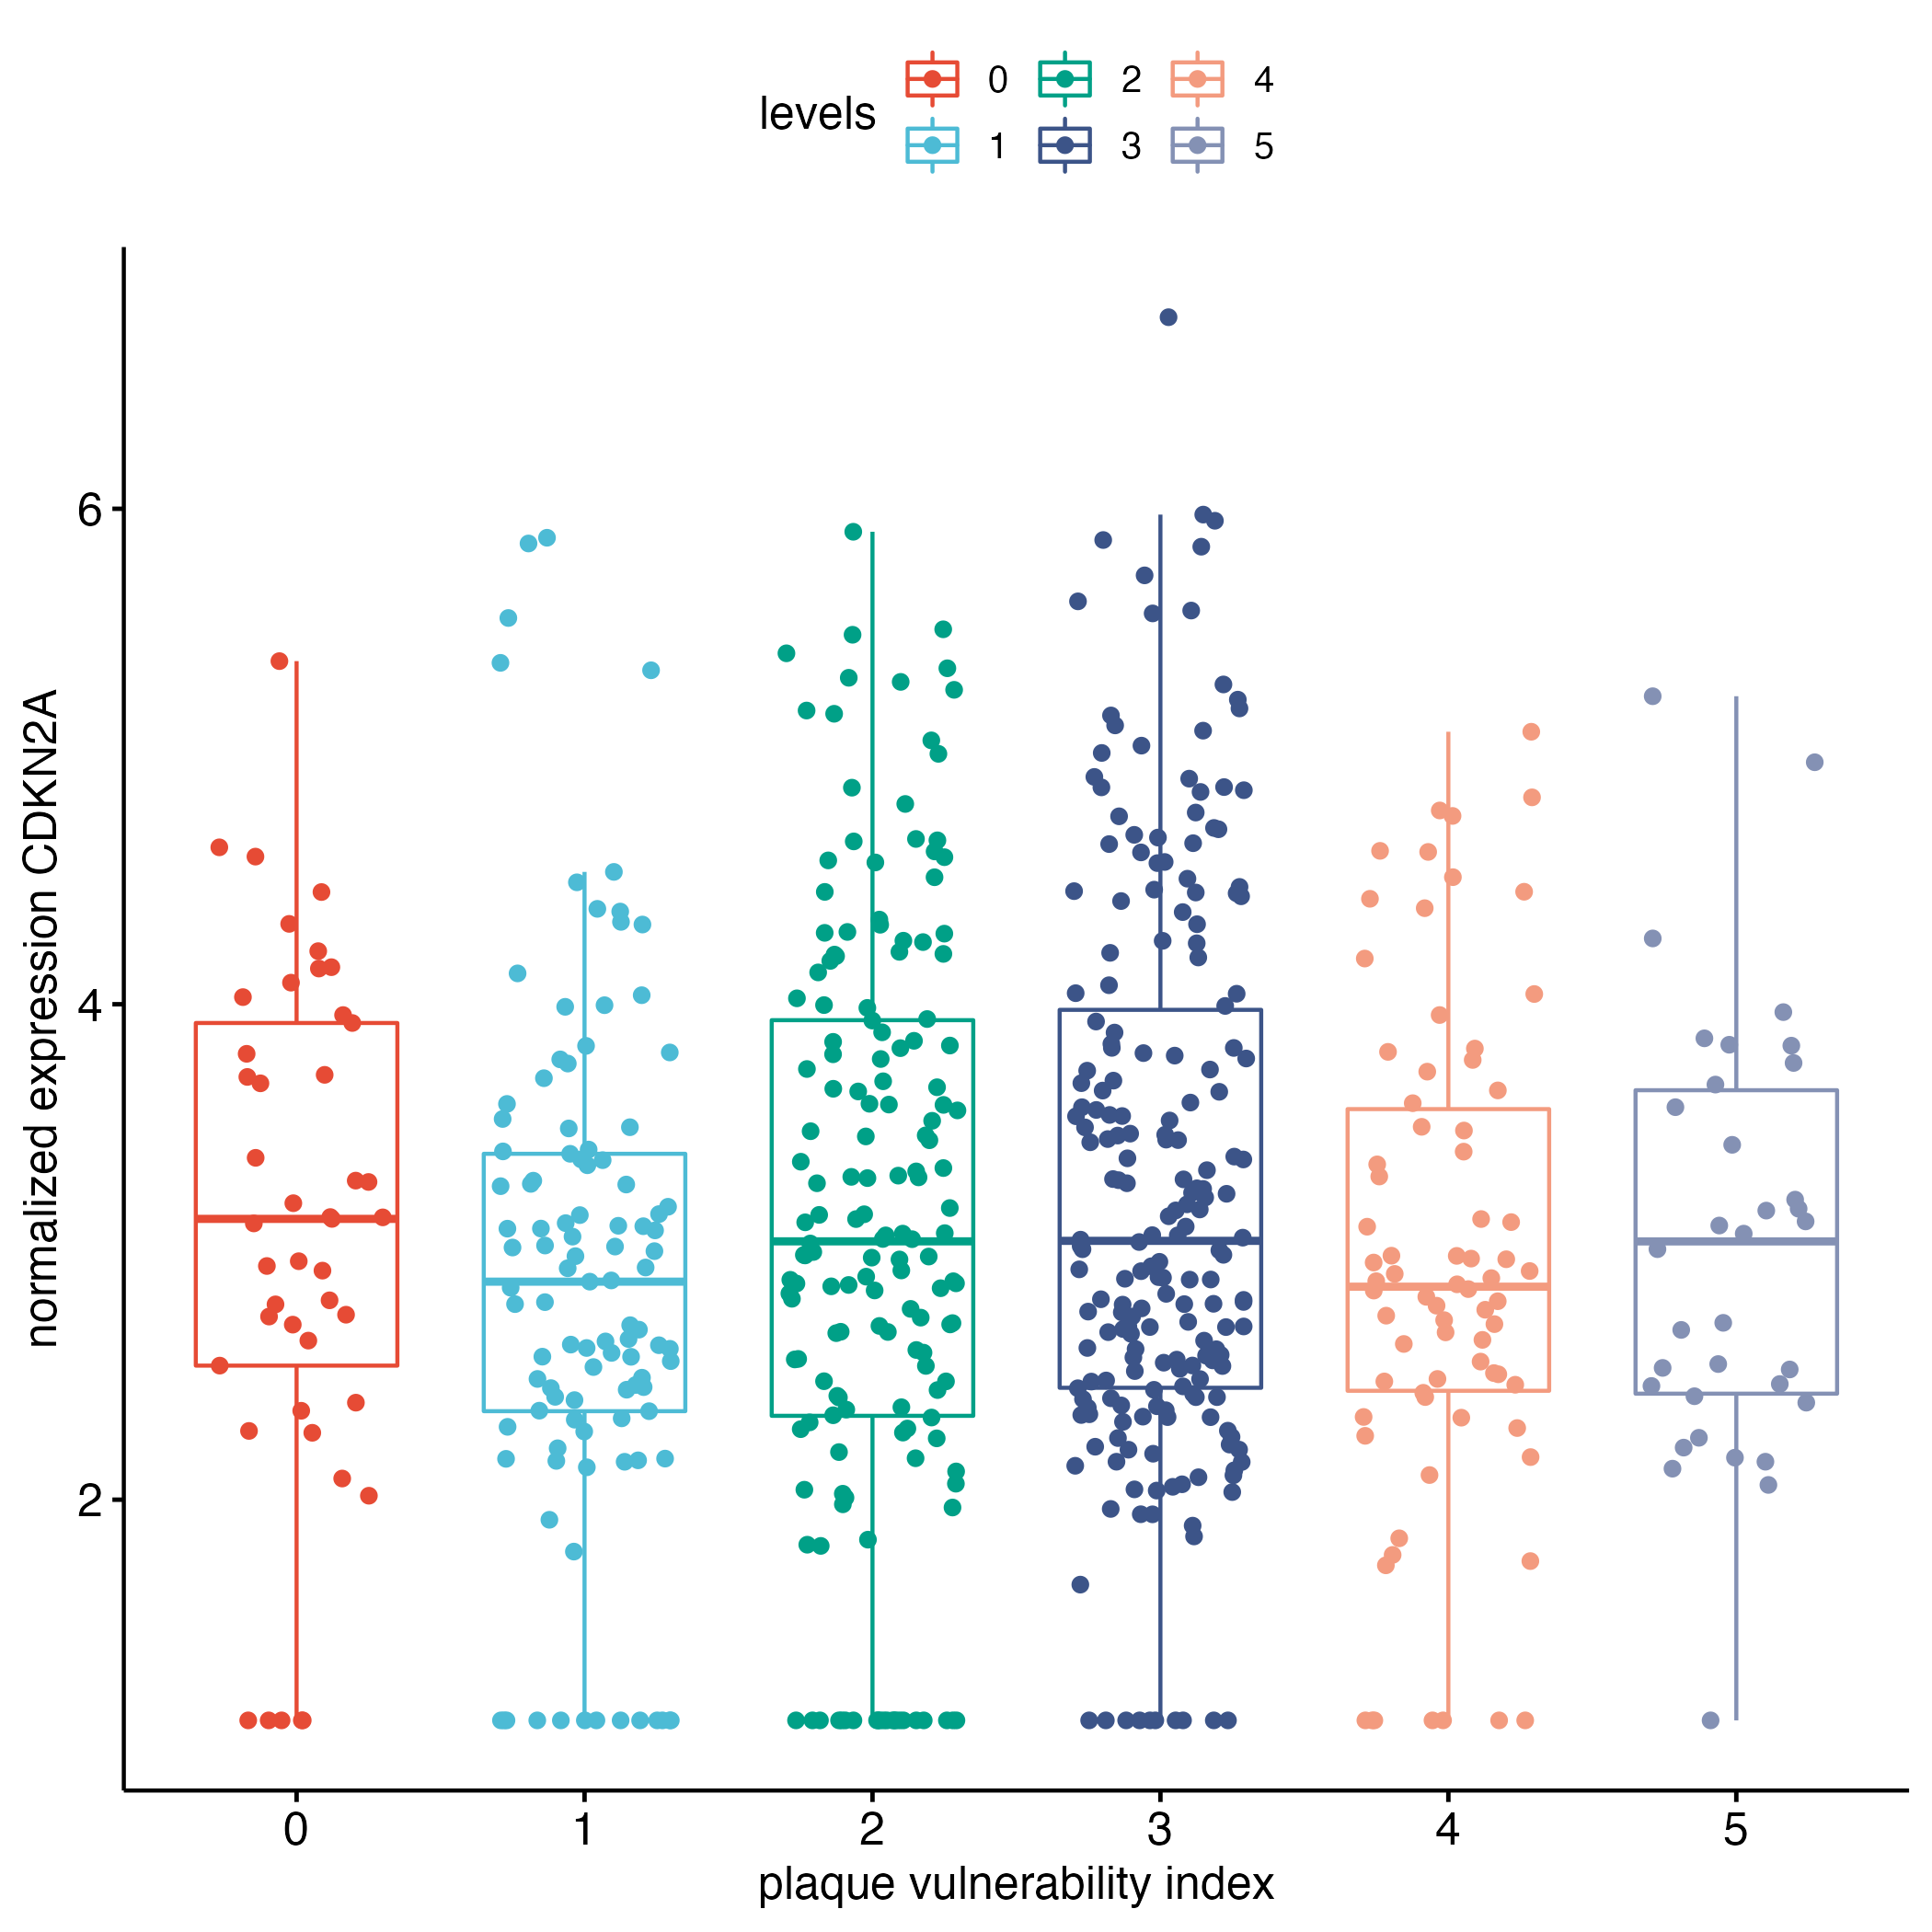 levels
0 2 4
1 3 5
normalized expression CDKN2A
6
4
2
0 1 2 3 4 5
plaque vulnerability index